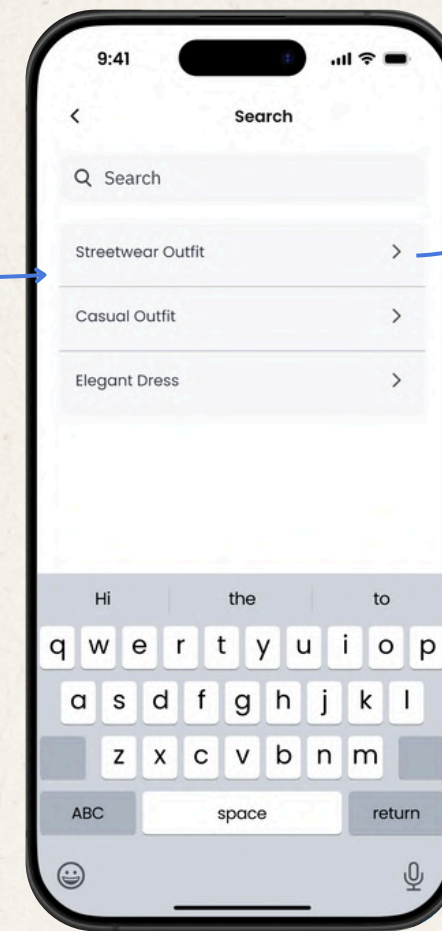 9:41
Search
Search
Streetwear Outfit
Casual Outfit
Elegant Dress
Hi the to
q w e r t y u i o p
a s d f g h j k l
z x c v b n m
ABC space return